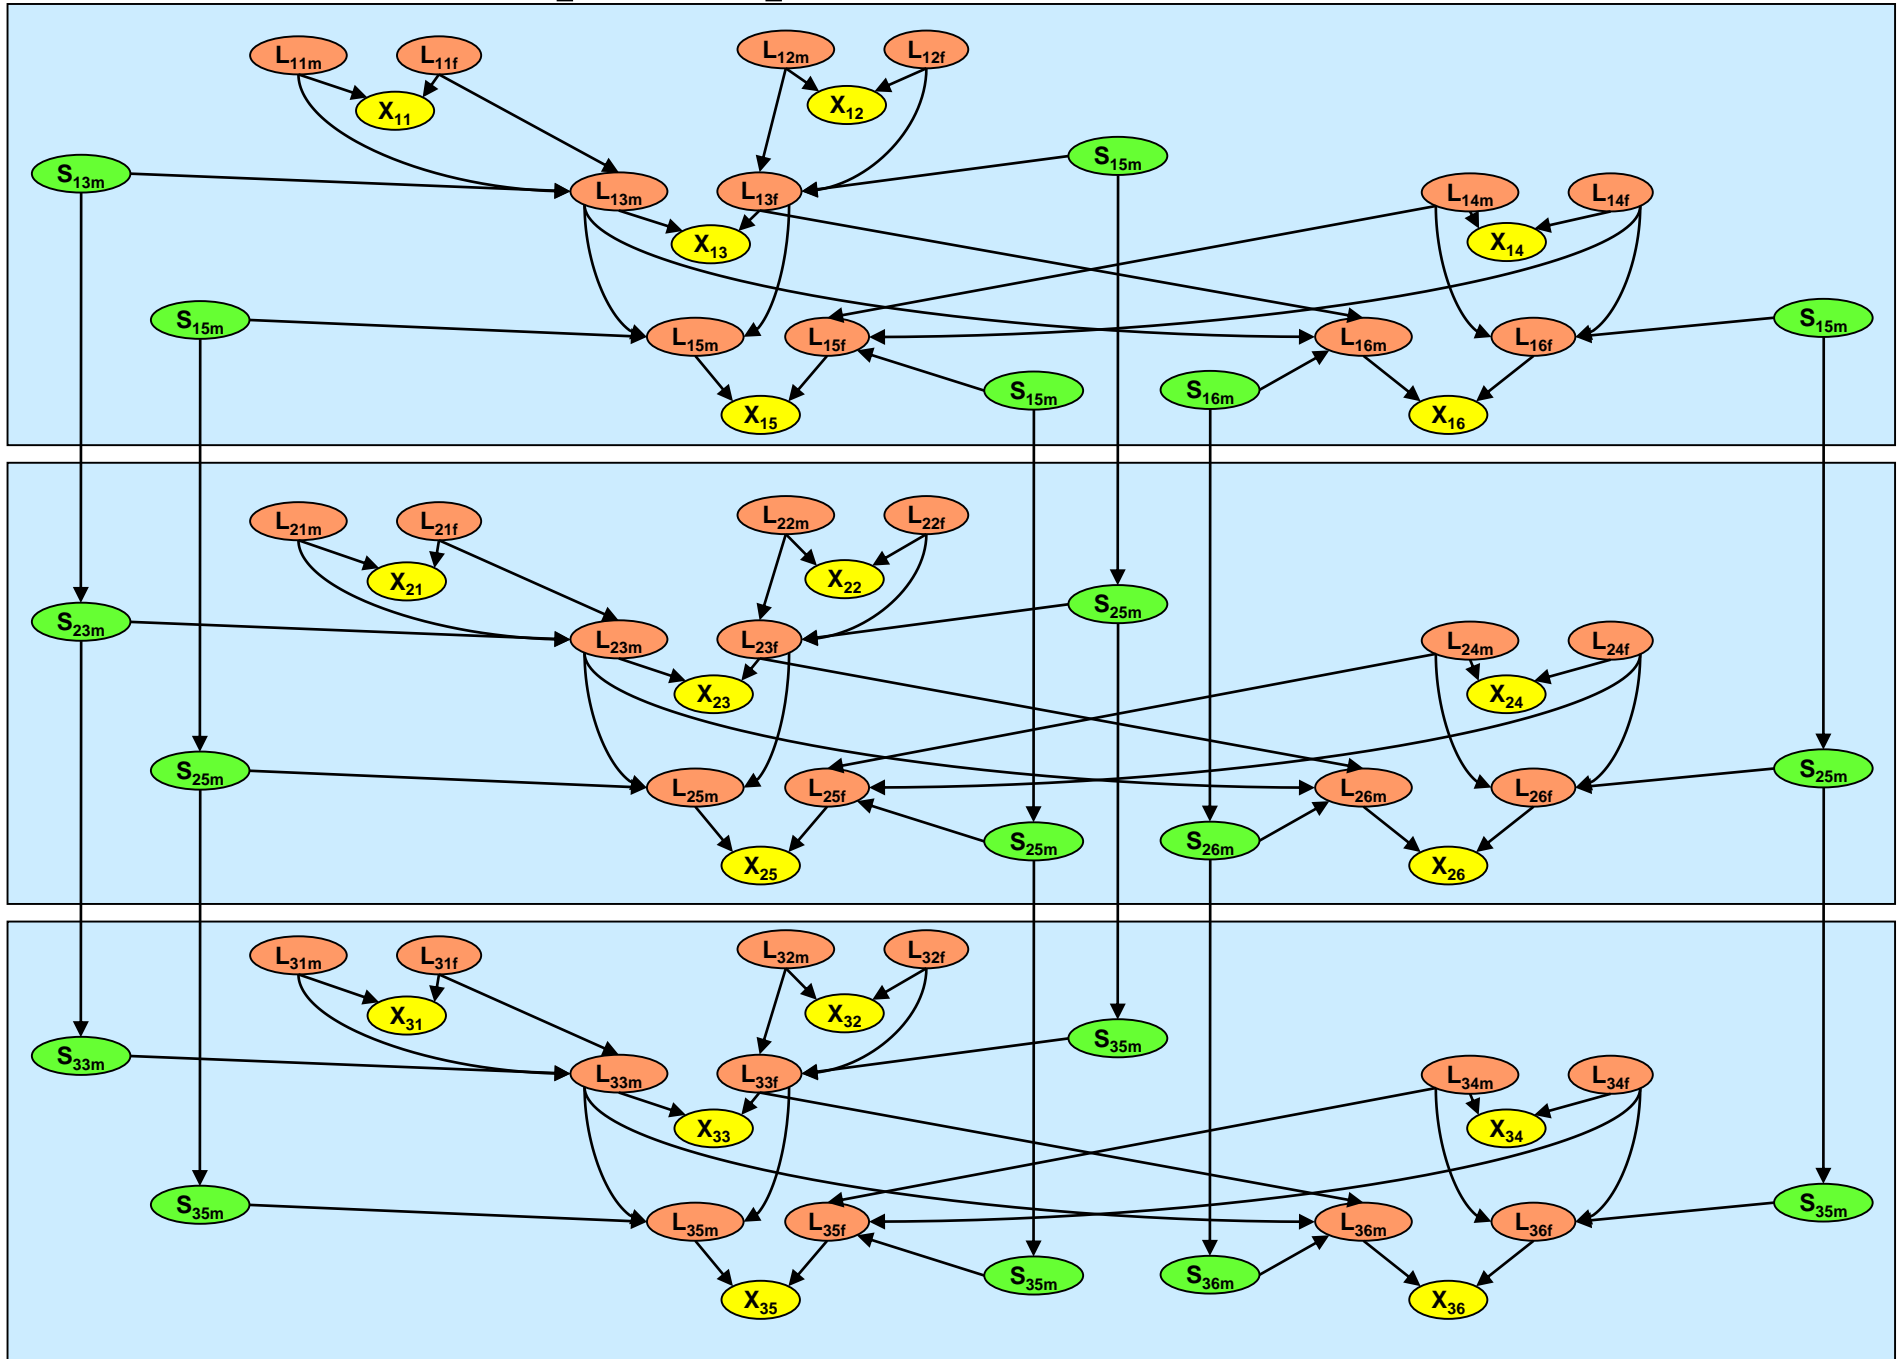 L11m L11f L12m L12f
X11 X12
S13m S15m
L13m L13f L14m L14f
X13 X14
S15m L15m L15f L16m L16f S15m
S15m S16m
X15 X16
L21m L21f L22m L22f
X21 X22
S23m S25m
L23m L23f L24m L24f
X23 X24
S25m L25m L25f L26m L26f S25m
S25m S26m
X25 X26
L31m L31f L32m L32f
X31 X32
S33m S35m
L33m L33f L34m L34f
X33 X34
S35m L35m L35f L36m L36f S35m
S35m S36m
X35 X36